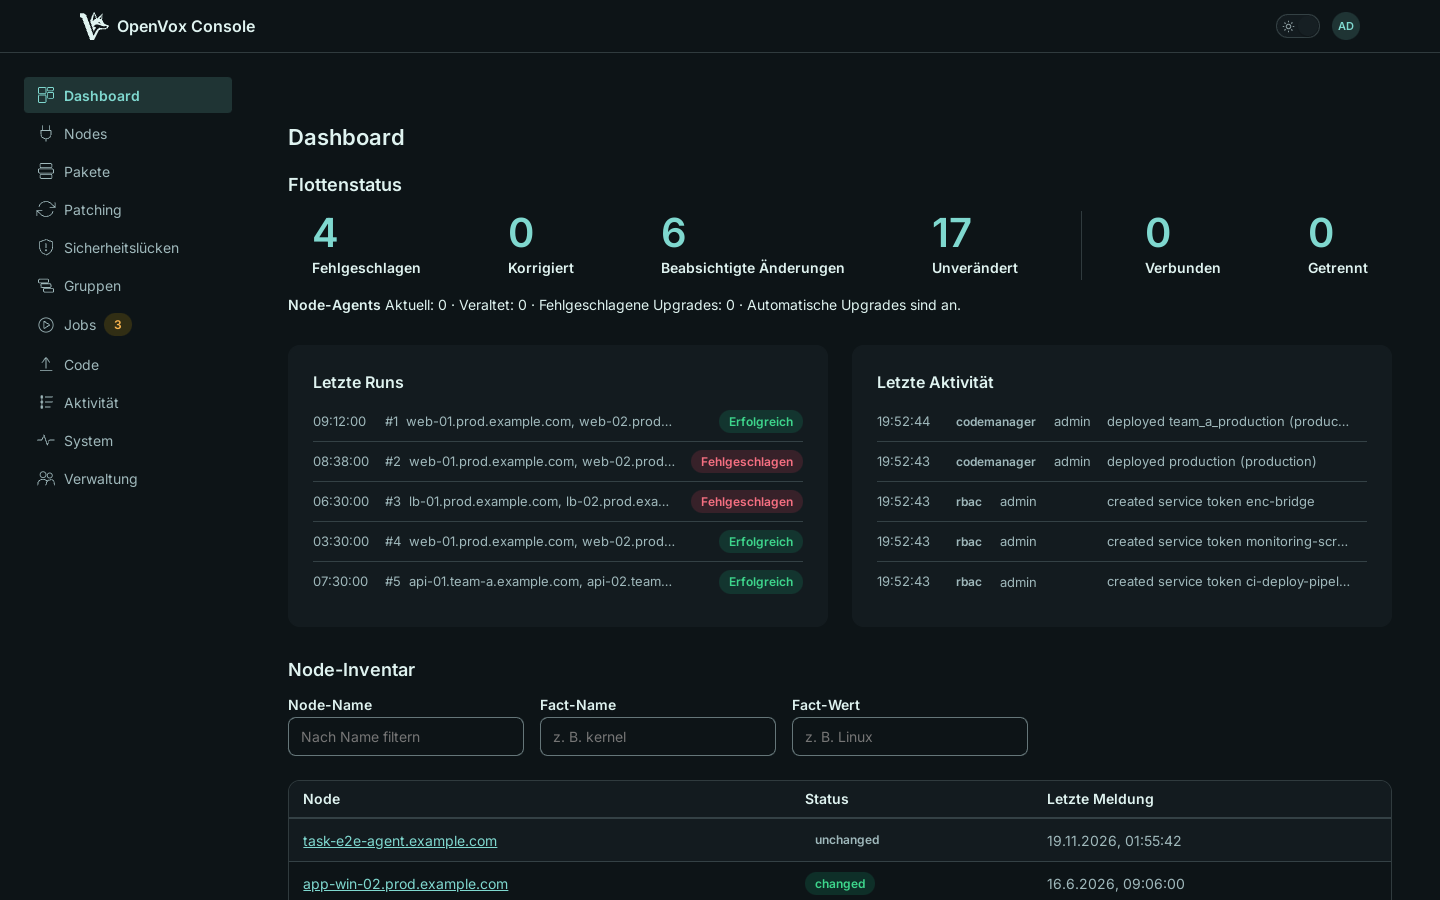 OpenVox Console
AD
Dashboard
Nodes
Pakete
Patching
Sicherheitslücken
Gruppen
Jobs 3
Code
Aktivität
System
Verwaltung
Dashboard
Flottenstatus
4 0 6 17 0 0
Fehlgeschlagen Korrigiert Beabsichtigte Änderungen Unverändert Verbunden Getrennt
Node-Agents Aktuell: 0 · Veraltet: 0 · Fehlgeschlagene Upgrades: 0 · Automatische Upgrades sind an.
Letzte Runs
09:12:00 #1 web-01.prod.example.com, web-02.prod... Erfolgreich
08:38:00 #2 web-01.prod.example.com, web-02.prod... Fehlgeschlagen
06:30:00 #3 lb-01.prod.example.com, lb-02.prod.exa... Fehlgeschlagen
03:30:00 #4 web-01.prod.example.com, web-02.prod... Erfolgreich
07:30:00 #5 api-01.team-a.example.com, api-02.team... Erfolgreich
Letzte Aktivität
19:52:44 codemanager admin deployed team_a_production (produc...
19:52:43 codemanager admin deployed production (production)
19:52:43 rbac admin created service token enc-bridge
19:52:43 rbac admin created service token monitoring-scr...
19:52:43 rbac admin created service token ci-deploy-pipel...
Node-Inventar
Node-Name Fact-Name Fact-Wert
Nach Name filtern z. B. kernel z. B. Linux
Node Status Letzte Meldung
task-e2e-agent.example.com unchanged 19.11.2026, 01:55:42
app-win-02.prod.example.com changed 16.6.2026, 09:06:00